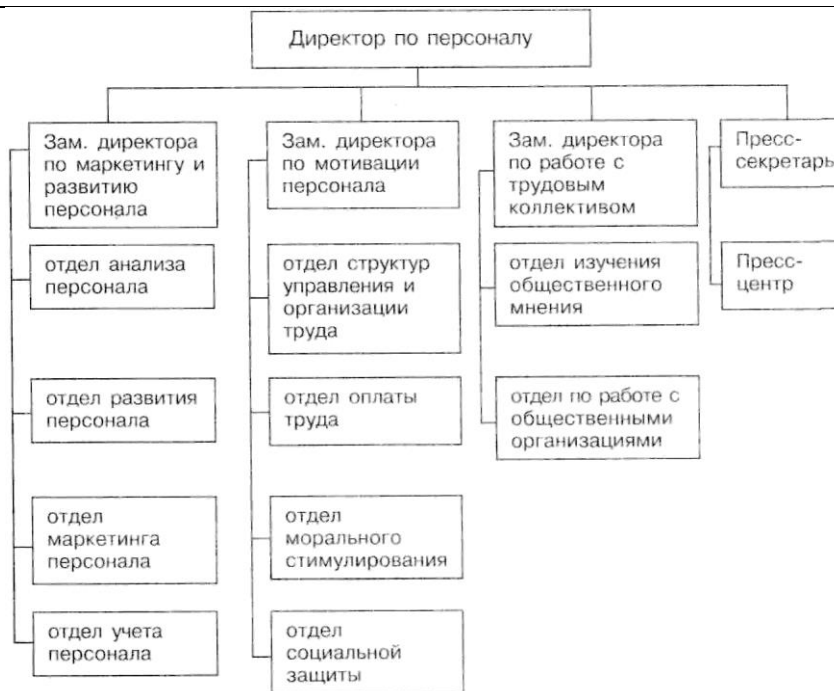 Директор по персоналу
Зам. директора
по маркетингу и
развитию
персонала
отдел анализа
персонала
отдел развития
персонала
отдел
маркетинга
персонала
отдел учета
персонала
Зам. директора
по мотивации
персонала
отдел структур
управления и
организации
труда
отдел оплаты
труда
отдел
морального
стимулирования
отдел
социальной
защиты
Зам. директора
по работе с
трудовым
коллективом
отдел изучения
общественного
мнения
отдел по работе с
общественными
организациями
Пресс-
секретарь
Пресс-
центр